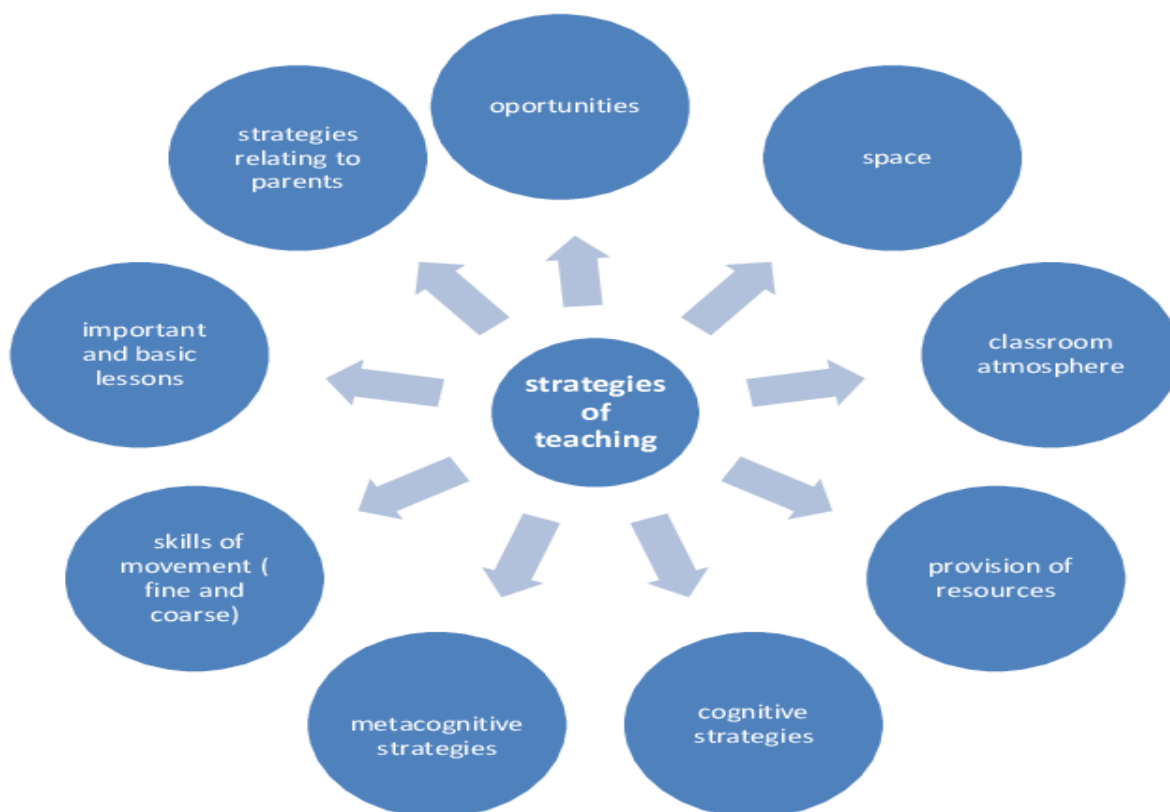 oportunities
space
classroom
atmosphere
provision of
resources
cognitive
strategies
metacognitive
strategies
skills of
movement (
fine and
coarse)
important
and basic
lessons
strategies
relating to
parents
strategies
of
teaching